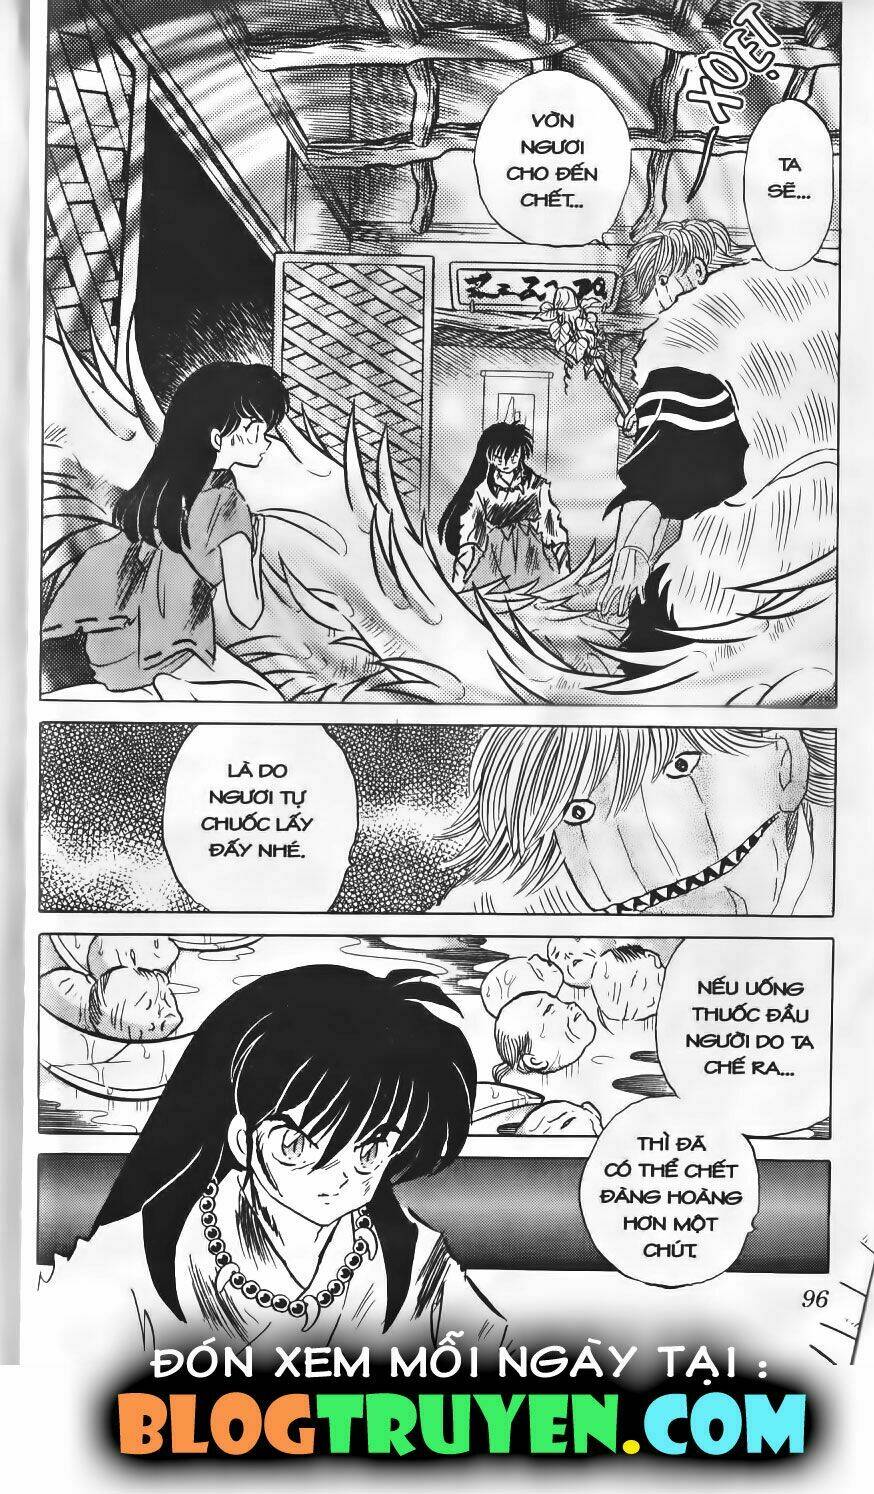 XOẸT.
TA
SẼ...
VỜN
NGƯƠI
CHO ĐẾN
CHẾT...
LÀ DO
NGƯƠI TỰ
CHUỐC LẤY
ĐẤY NHÉ.
NẾU UỐNG
THUỐC ĐẦU
NGƯỜI DO TA
CHẾ RA...
THÌ ĐÃ
CÓ THỂ CHẾT
ĐÀNG HOÀNG
HƠN MỘT
CHÚT.
96
ĐÓN XEM MỖI NGÀY TẠI :
BLOGTRUYEN.COM